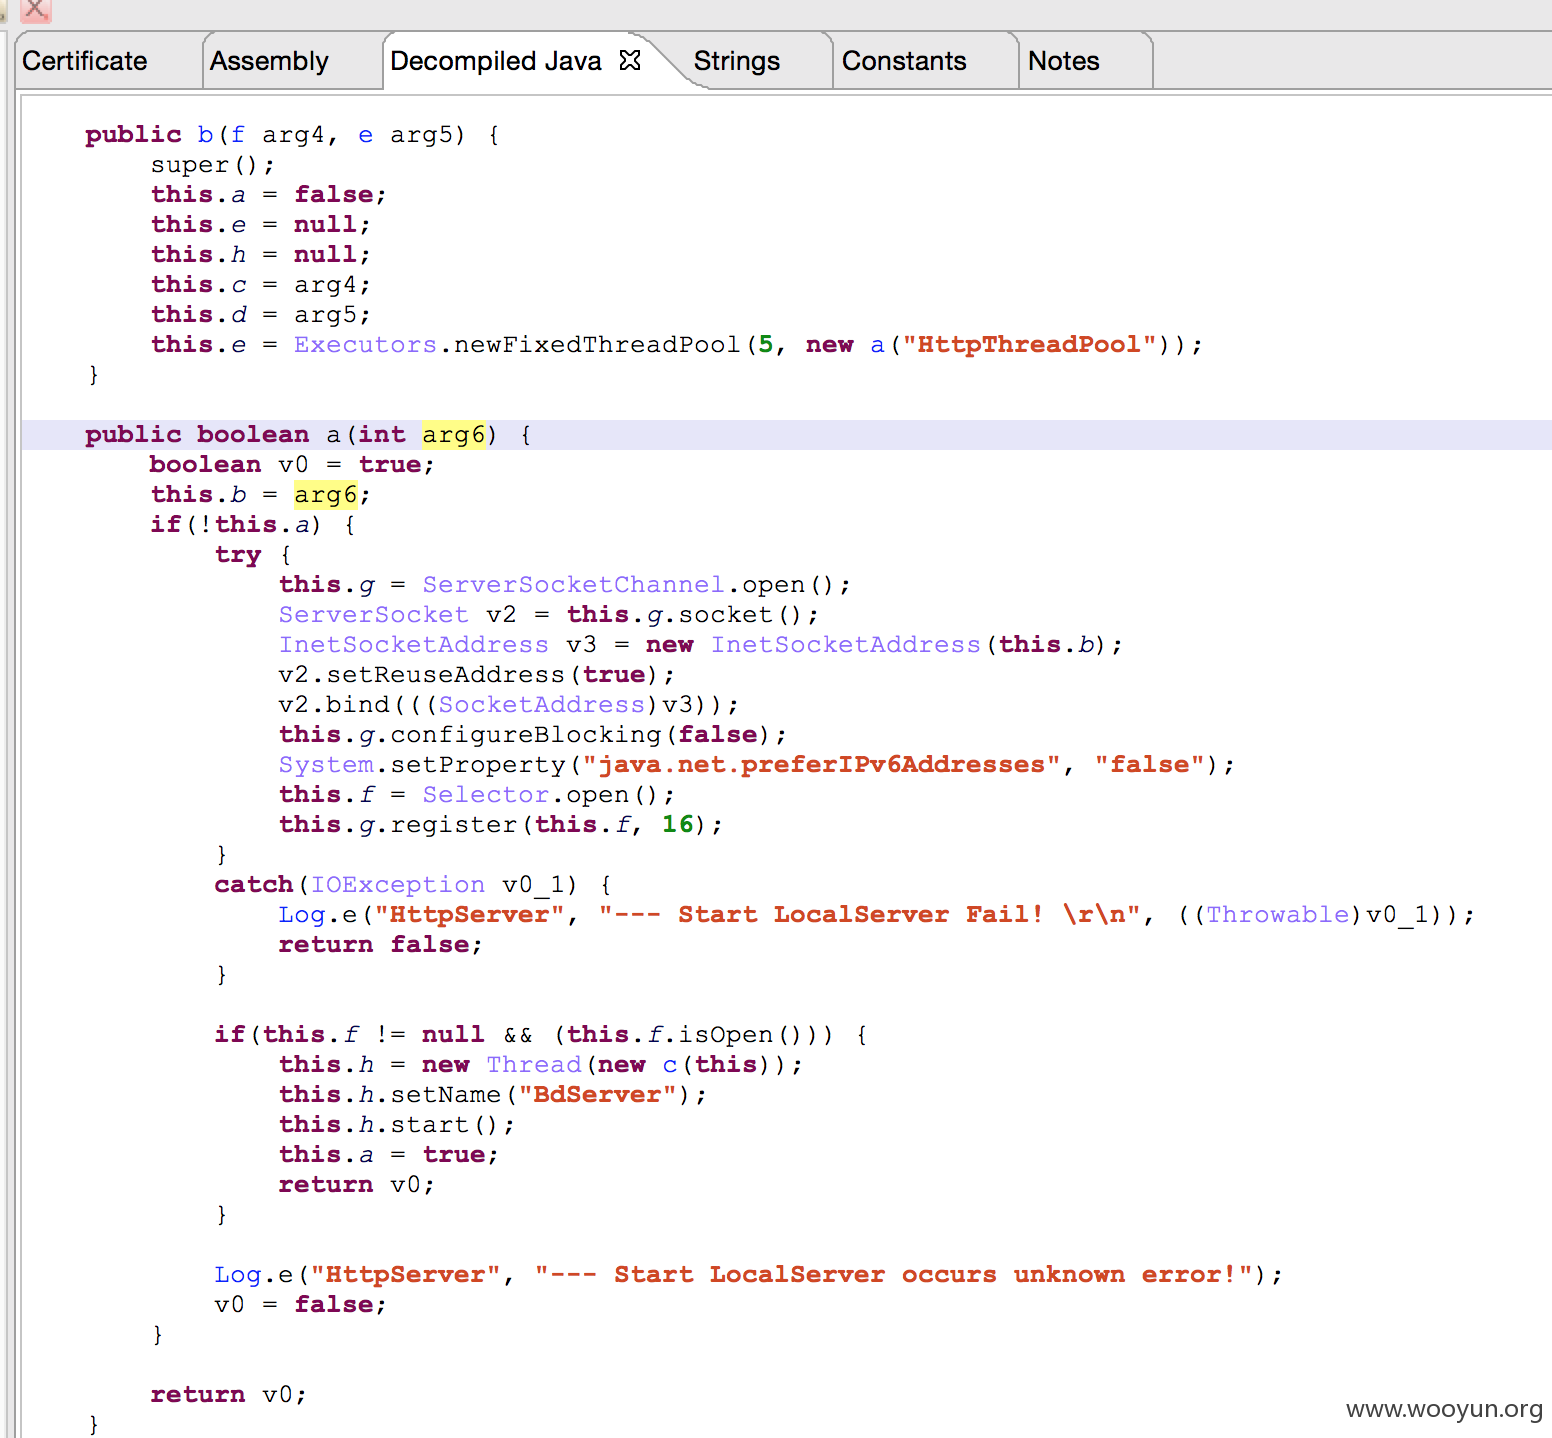 Certificate Assembly Decompiled Java Strings Constants Notes
public b(f arg4, e arg5) {
super();
this.a = false;
this.e = null;
this.h = null;
this.c = arg4;
this.d = arg5;
this.e = Executors.newFixedThreadPool(5, new a("HttpThreadPool"));
}
public boolean a(int arg6) {
boolean v0 = true;
this.b = arg6;
if(!this.a) {
try {
this.g = ServerSocketChannel.open();
ServerSocket v2 = this.g.socket();
InetSocketAddress v3 = new InetSocketAddress(this.b);
v2.setReuseAddress(true);
v2.bind(((SocketAddress)v3));
this.g.configureBlocking(false);
System.setProperty("java.net.preferIPv6Addresses", "false");
this.f = Selector.open();
this.g.register(this.f, 16);
}
catch(IOException v0_1) {
Log.e("HttpServer", "--- Start LocalServer Fail! \r\n", ((Throwable)v0_1));
return false;
}
if(this.f != null && (this.f.isOpen())) {
this.h = new Thread(new c(this));
this.h.setName("BdServer");
this.h.start();
this.a = true;
return v0;
}
Log.e("HttpServer", "--- Start LocalServer occurs unknown error!");
v0 = false;
}
return v0;
}
www.wooyun.org